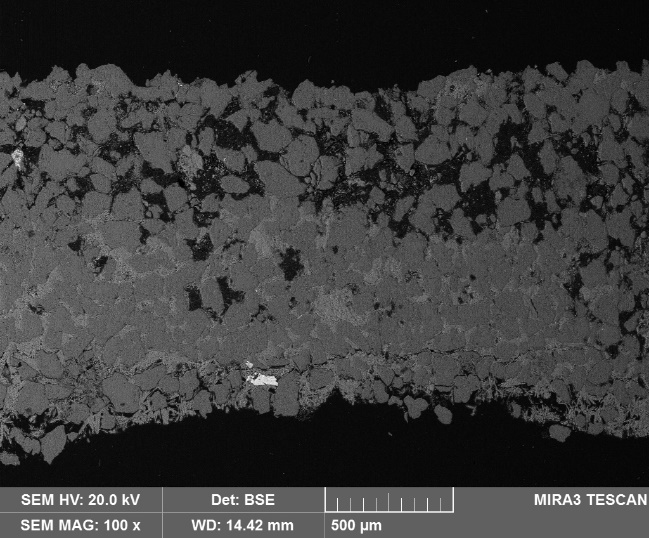 SEM HV: 20.0 kV Det: BSE MIRA3 TESCAN
SEM MAG: 100 x WD: 14.42 mm 500 µm